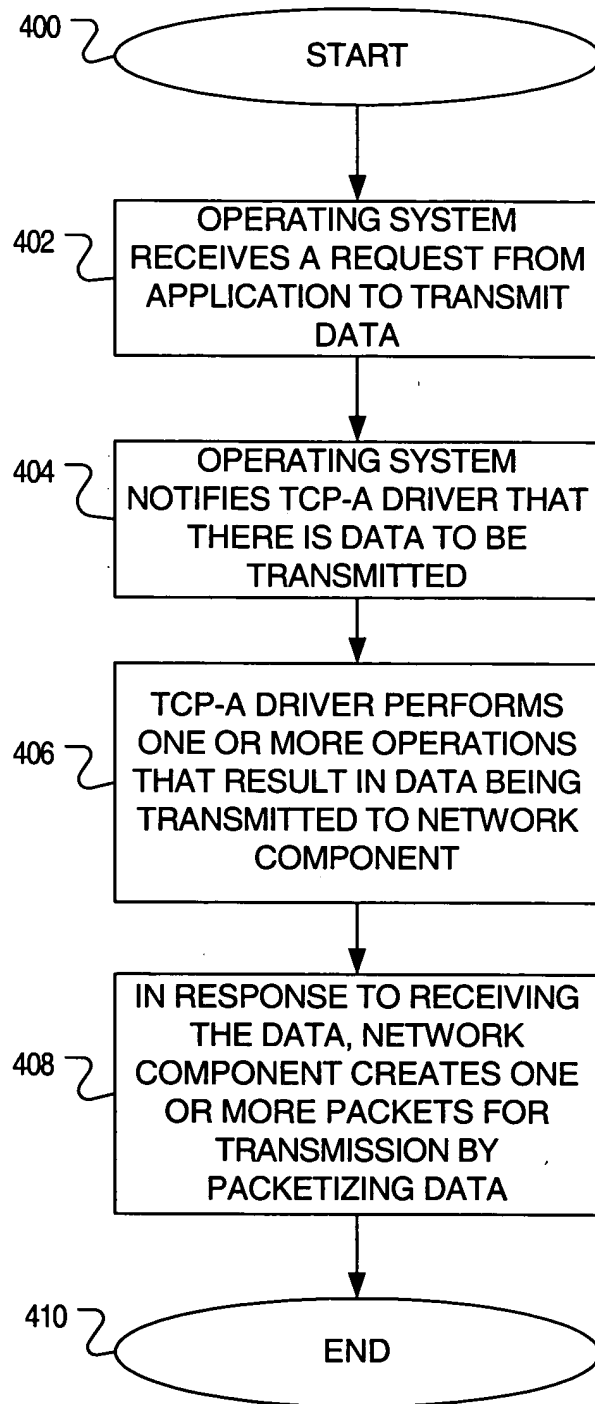 400
START
402
OPERATING SYSTEM
RECEIVES A REQUEST FROM
APPLICATION TO TRANSMIT
DATA
404
OPERATING SYSTEM
NOTIFIES TCP-A DRIVER THAT
THERE IS DATA TO BE
TRANSMITTED
406
TCP-A DRIVER PERFORMS
ONE OR MORE OPERATIONS
THAT RESULT IN DATA BEING
TRANSMITTED TO NETWORK
COMPONENT
408
IN RESPONSE TO RECEIVING
THE DATA, NETWORK
COMPONENT CREATES ONE
OR MORE PACKETS FOR
TRANSMISSION BY
PACKETIZING DATA
410
END